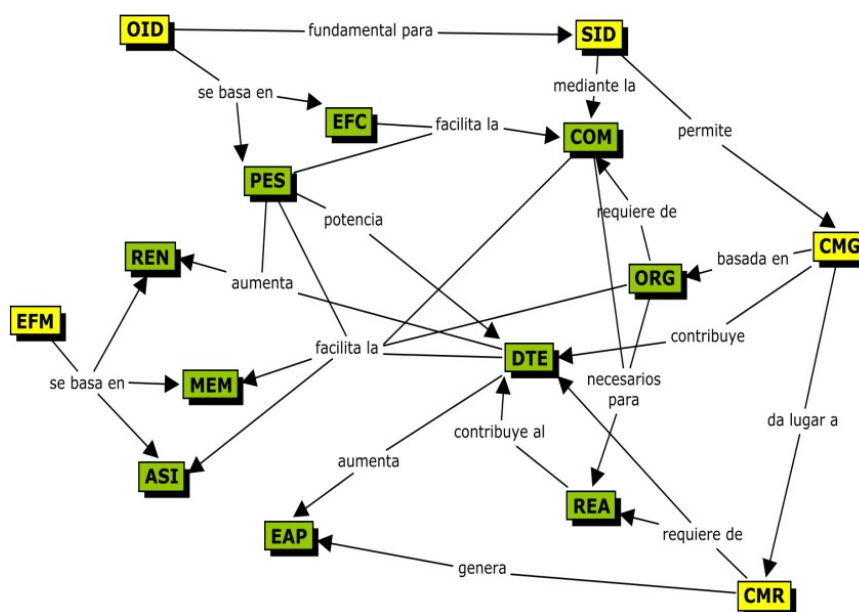 OID
fundamental para
SID
se basa en
mediante la
EFC
facilita la
COM
permite
PES
potencia
requiere de
REN
CMG
basada en
aumenta
ORG
EFM
contribuye
facilita la
DTE
se basa en
MEM
necesarios
para
da lugar a
contribuye al
aumenta
ASI
REA
EAP
requiere de
genera
CMR